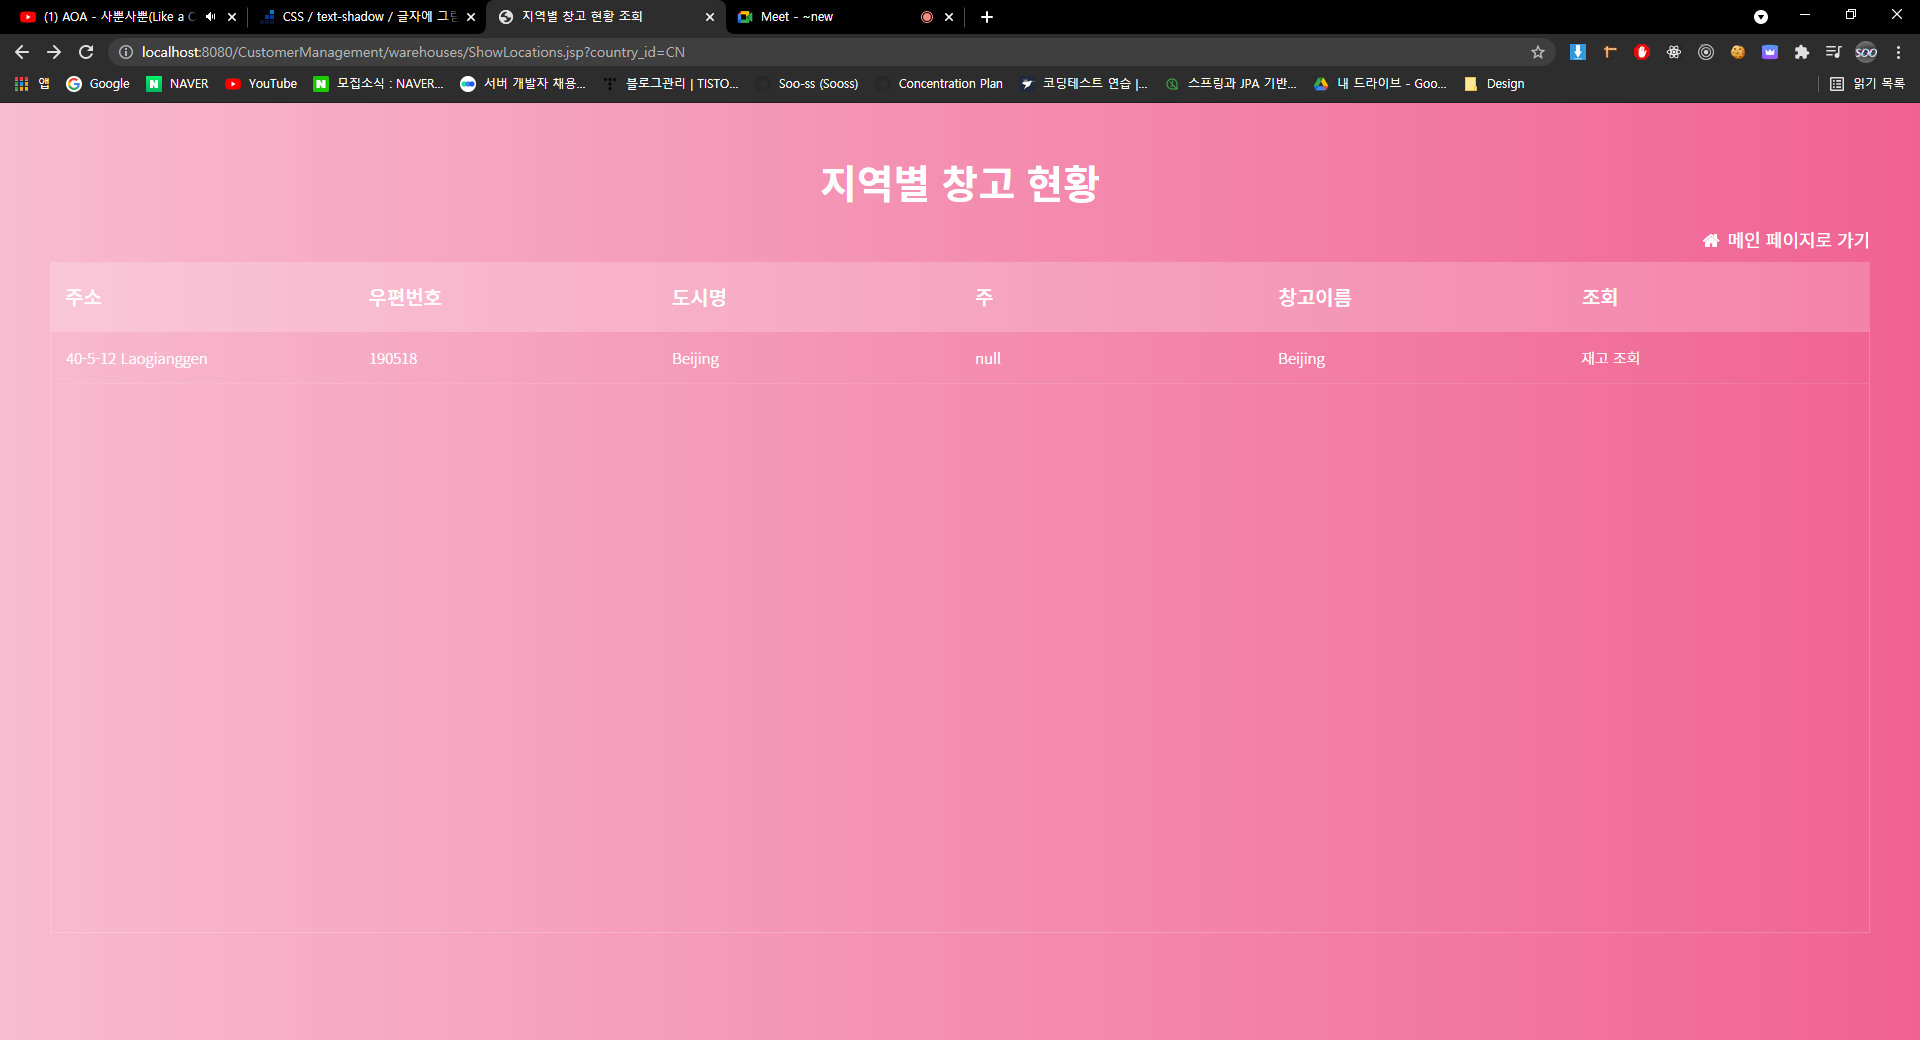 (1) AOA - 사뿐사뿐(Like a C
CSS / text-shadow / 글자에 그림
지역별 창고 현황 조회
Meet - ~new
localhost:8080/CustomerManagement/warehouses/ShowLocations.jsp?country_id=CN
앱
Google
NAVER
YouTube
모집소식 : NAVER...
서버 개발자 채용...
블로그관리 | TISTO...
Soo-ss (Sooss)
Concentration Plan
코딩테스트 연습 |...
스프링과 JPA 기반...
내 드라이브 - Goo...
Design
읽기 목록
지역별 창고 현황
메인 페이지로 가기
주소 우편번호 도시명 주 창고이름 조회
40-5-12 Laogianggen 190518 Beijing null Beijing 재고 조회